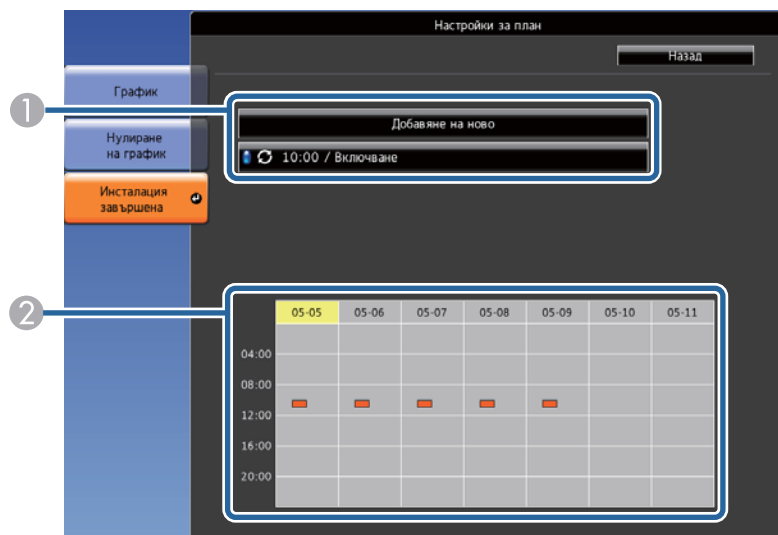 Настройки за план
Назад
График
Нулиране
на график
Инсталация
завършена
1
Добавяне на ново
10:00 / Включване
2
05-05 05-06 05-07 05-08 05-09 05-10 05-11
04:00
08:00
12:00
16:00
20:00